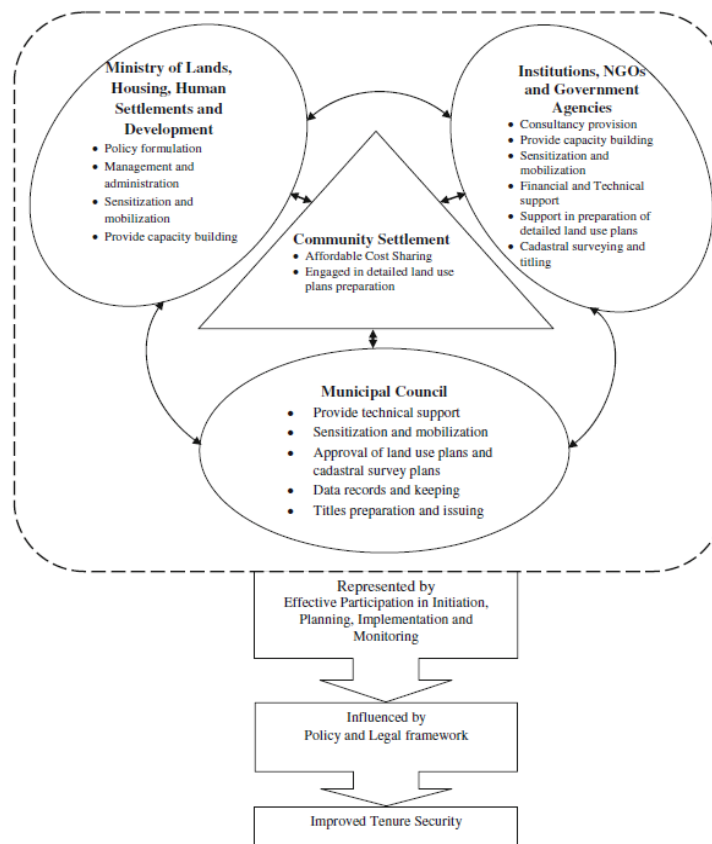 Ministry of Lands,
Housing, Human
Settlements and
Development
• Policy formulation
• Management and
administration
• Sensitization and
mobilization
• Provide capacity building
Institutions, NGOs
and Government
Agencies
• Consultancy provision
• Provide capacity building
• Sensitization and
mobilization
• Financial and Technical
support
• Support in preparation of
detailed land use plans
• Cadastral surveying and
titling
Community Settlement
• Affordable Cost Sharing
• Engaged in detailed land use
plans preparation
Municipal Council
• Provide technical support
• Sensitization and mobilization
• Approval of land use plans and
cadastral survey plans
• Data records and keeping
• Titles preparation and issuing
Represented by
Effective Participation in Initiation,
Planning, Implementation and
Monitoring
Influenced by
Policy and Legal framework
Improved Tenure Security